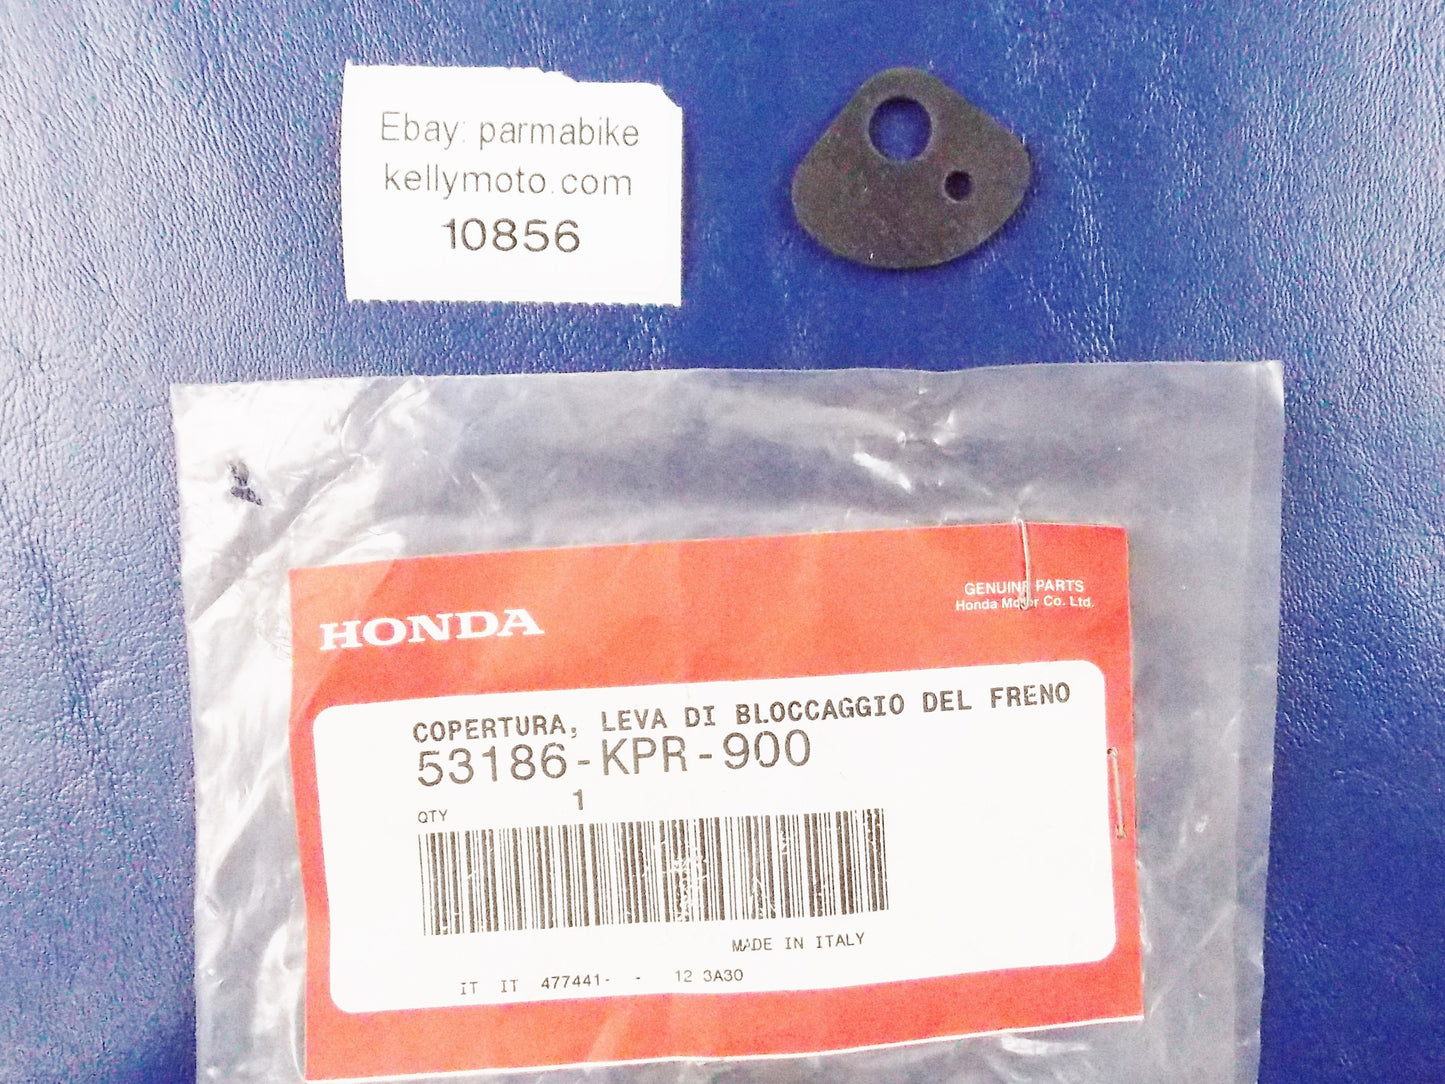 Ebay: parmabike
kellymoto.com
10856
HONDA
GENUINE PARTS
Honda Motor Co. Ltd.
COPERTURA, LEVA DI BLOCCAGGIO DEL FRENO
53186-KPR-900
QTY 1
MADE IN ITALY
IT IT 477441- - 12 3A30